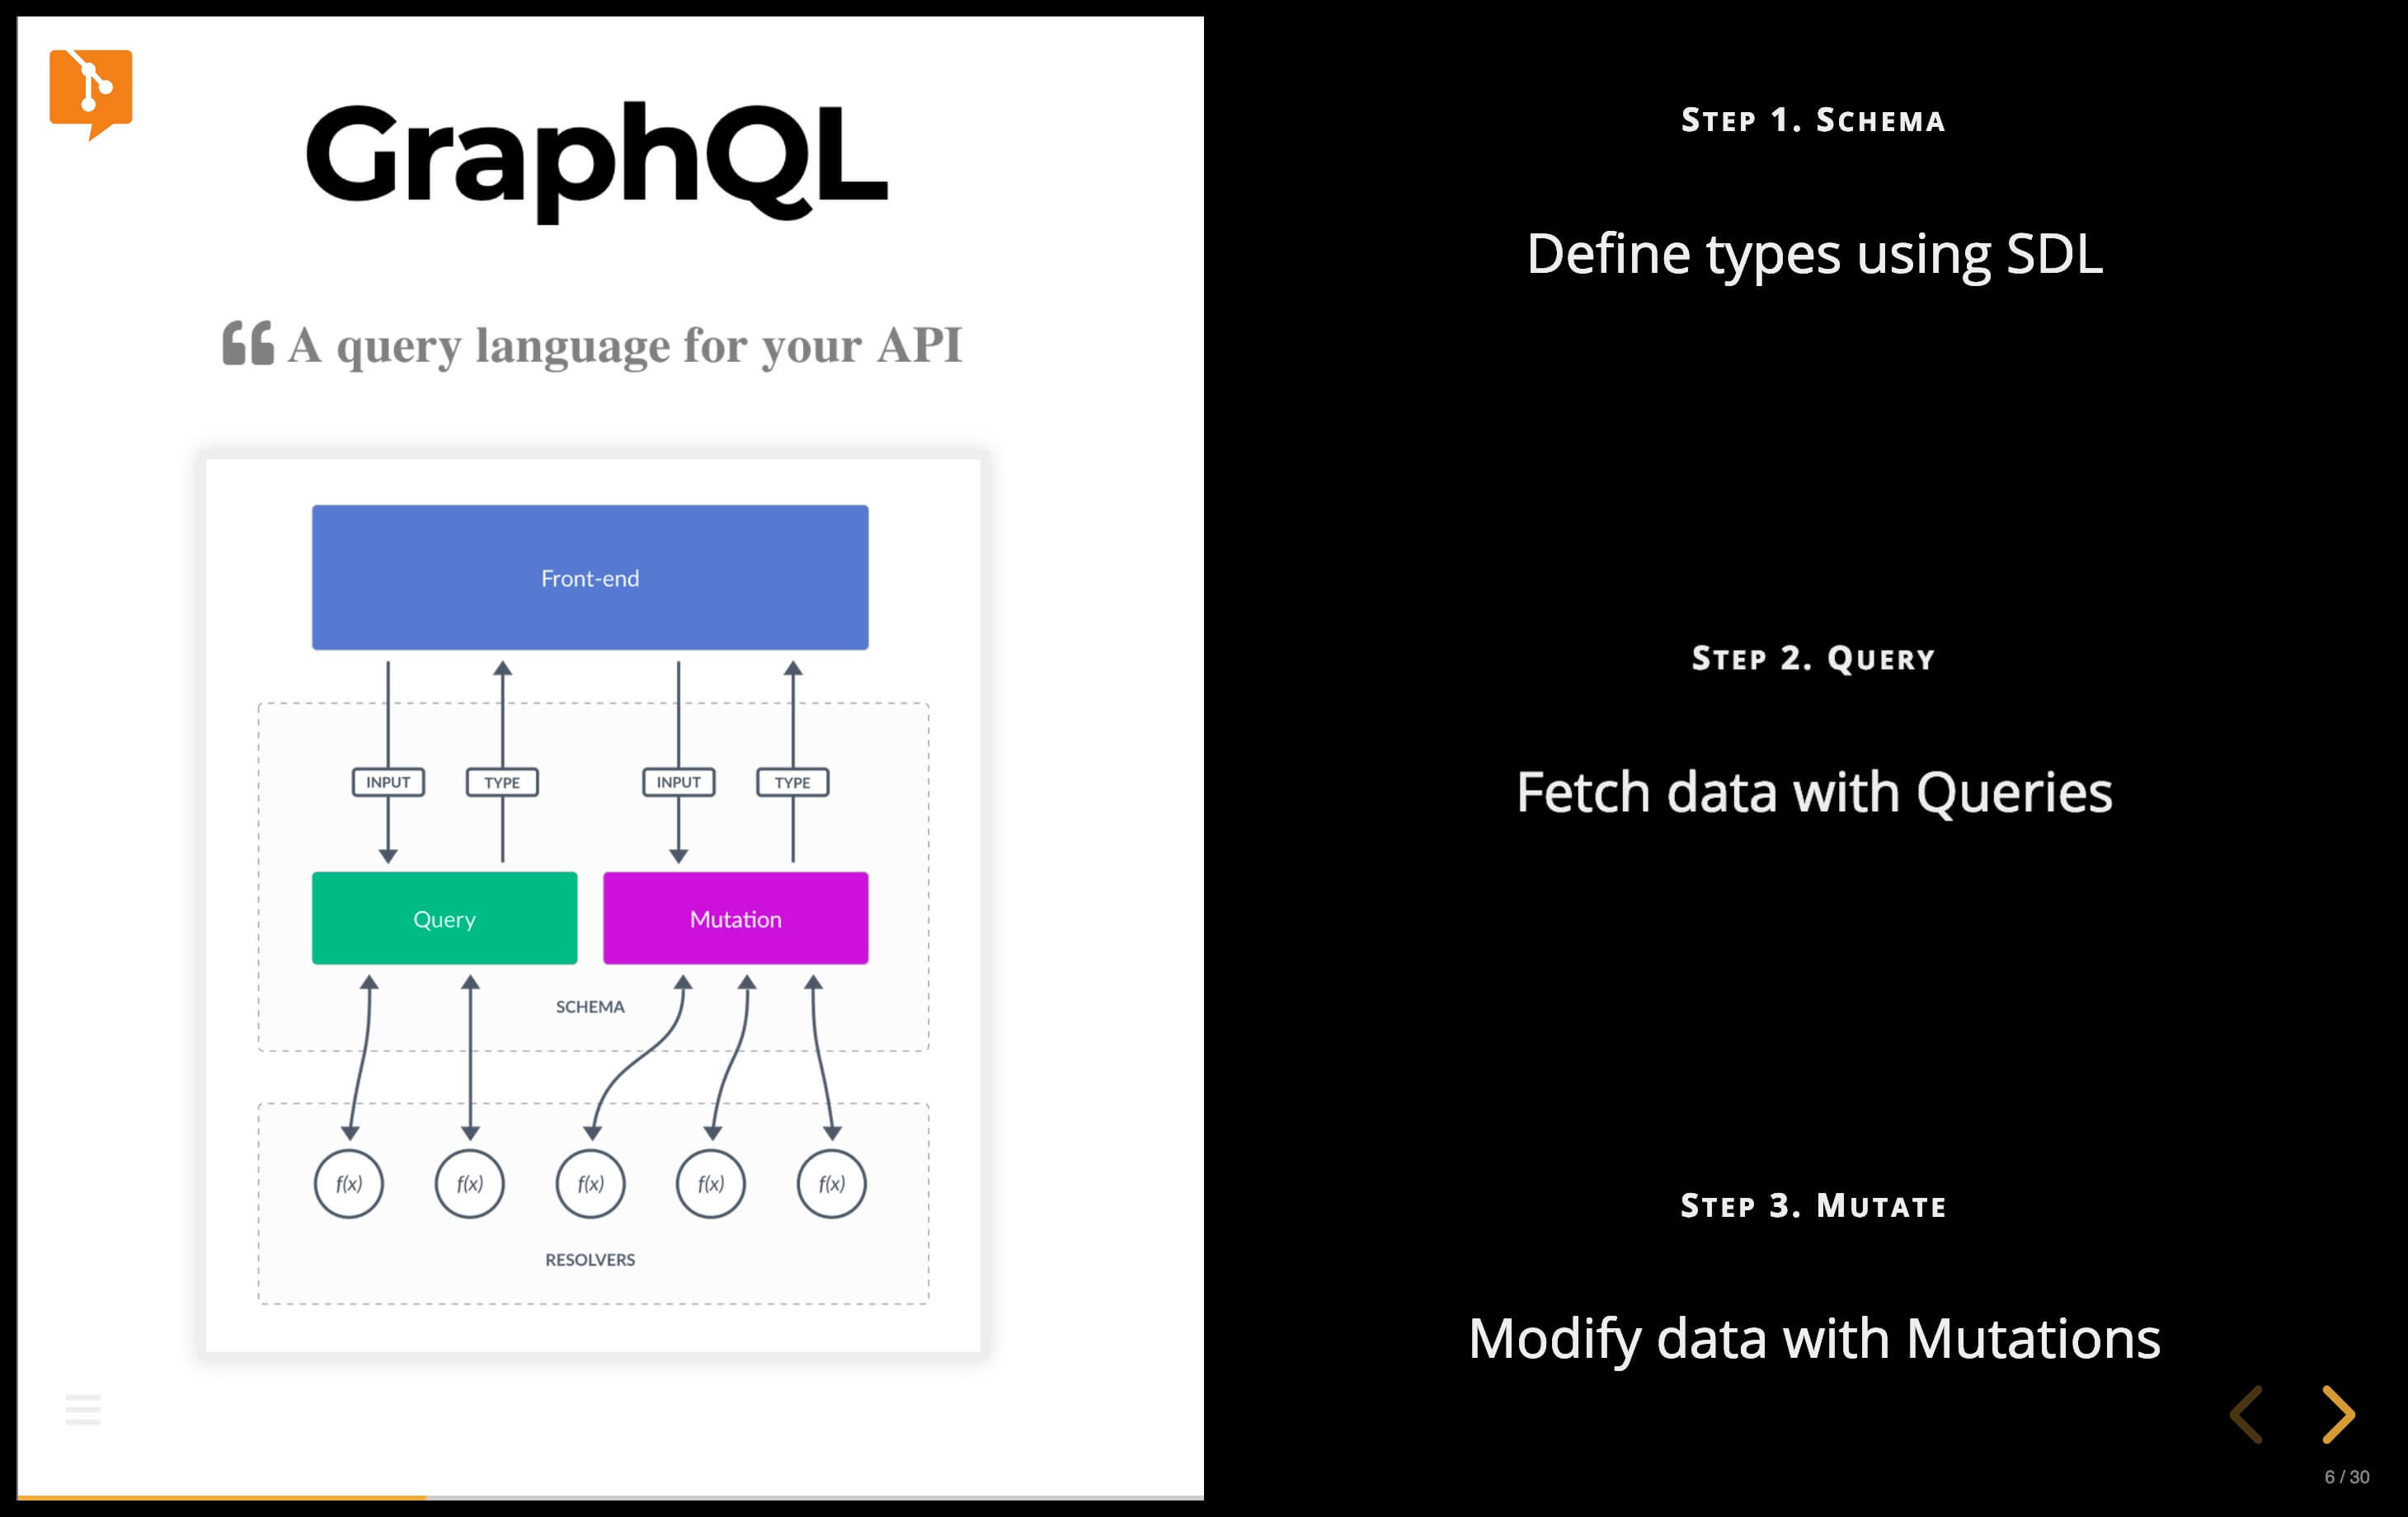 GraphQL
A query language for your API
Front-end
INPUT TYPE INPUT TYPE
Query Mutation
SCHEMA
f(x) f(x) f(x) f(x) f(x)
RESOLVERS
STEP 1. SCHEMA
Define types using SDL
STEP 2. QUERY
Fetch data with Queries
STEP 3. MUTATE
Modify data with Mutations
6 / 30